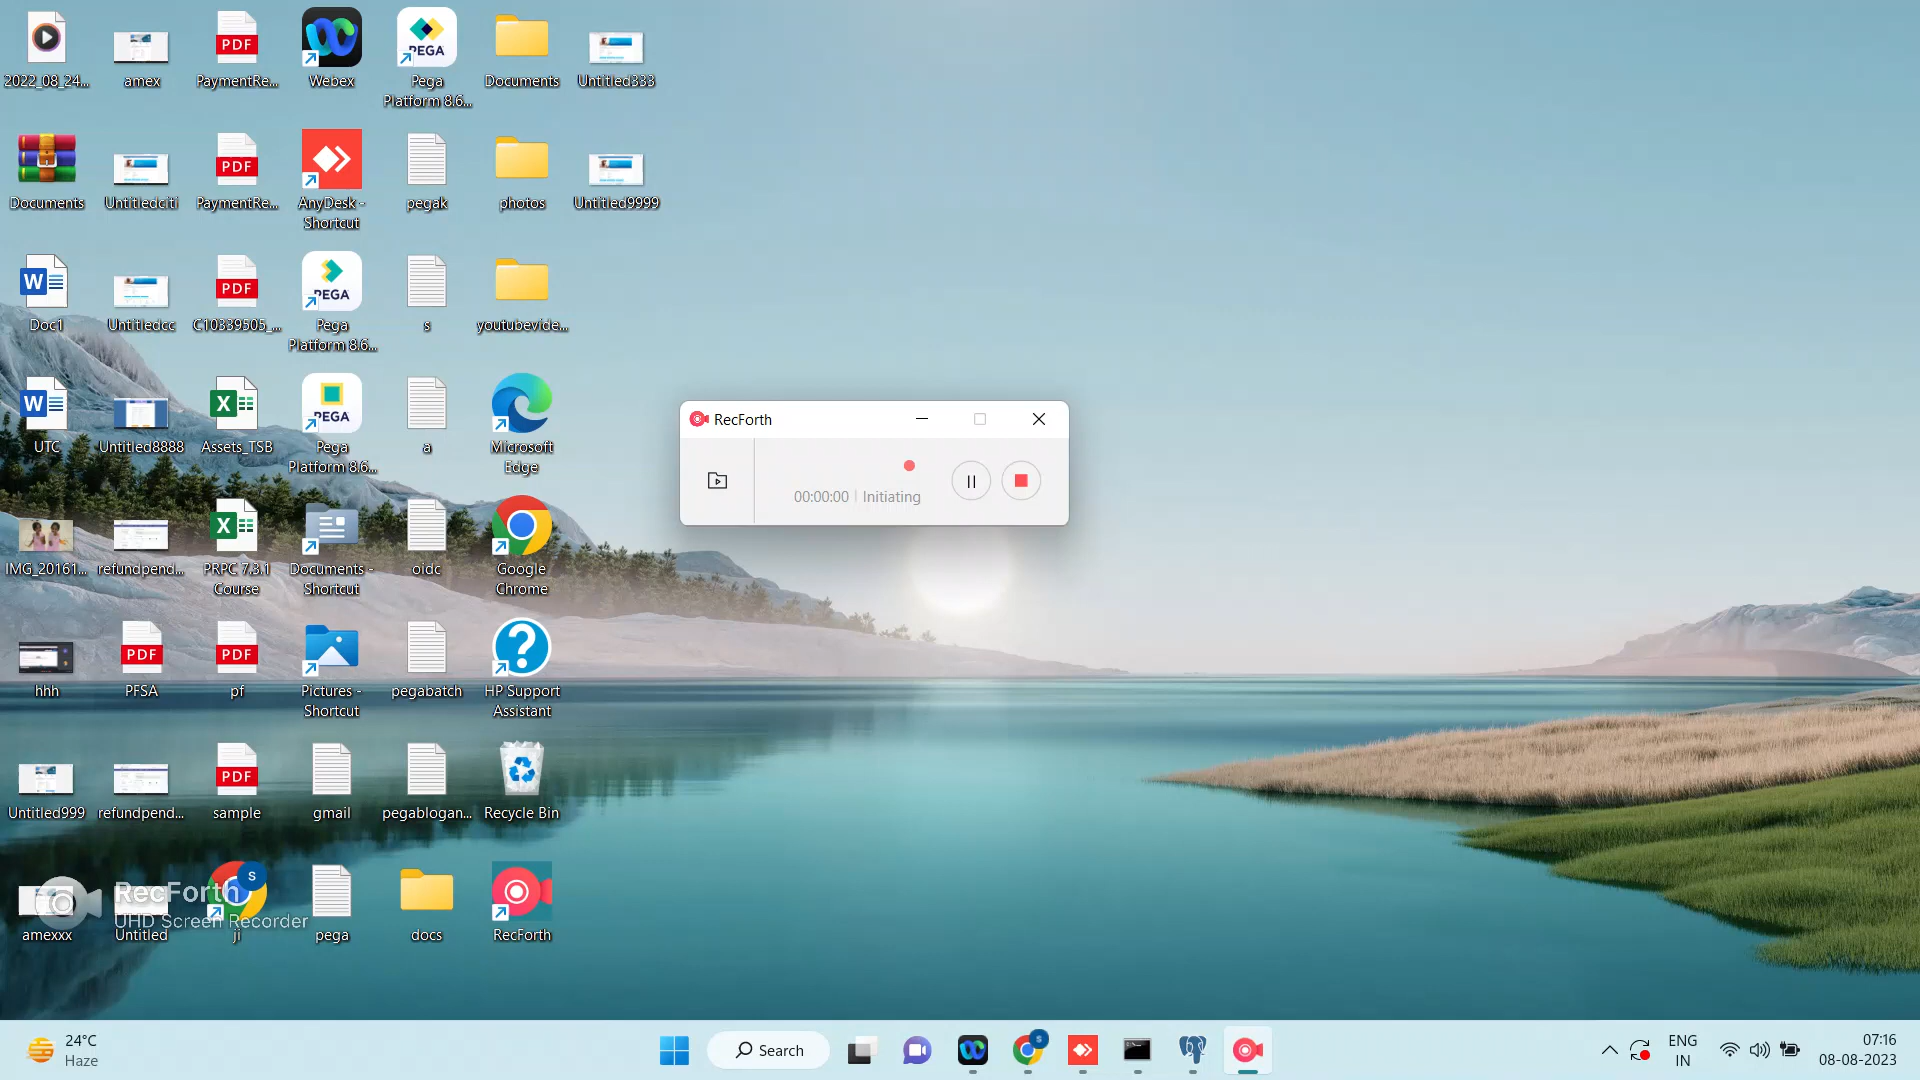 2022_08_24...
amex
PDF
PaymentRe...
Webex
PEGA
Pega
Platform 8.6...
Documents
Untitled333
Documents
Untitledciti
PDF
PaymentRe...
AnyDesk -
Shortcut
pegak
photos
Untitled9999
W
Doc1
Untitledcc
PDF
C10339505_...
PEGA
Pega
Platform 8.6...
s
youtubevide...
W
UTC
Untitled8888
X
Assets_TSB
PEGA
Pega
Platform 8.6...
a
Microsoft
Edge
RecForth
00:00:00 | Initiating
IMG_20161...
refundpend...
X
PRPC 7.3.1
Course
Documents -
Shortcut
oidc
Google
Chrome
hhh
PDF
PFSA
PDF
pf
Pictures -
Shortcut
pegabatch
?
HP Support
Assistant
Untitled999
refundpend...
PDF
sample
gmail
pegablogan...
Recycle Bin
RecForth
UHD Screen Recorder
amexxx
Untitled
S
ji
pega
docs
RecForth
24°C
Haze
Search
S
ENG
IN
07:16
08-08-2023